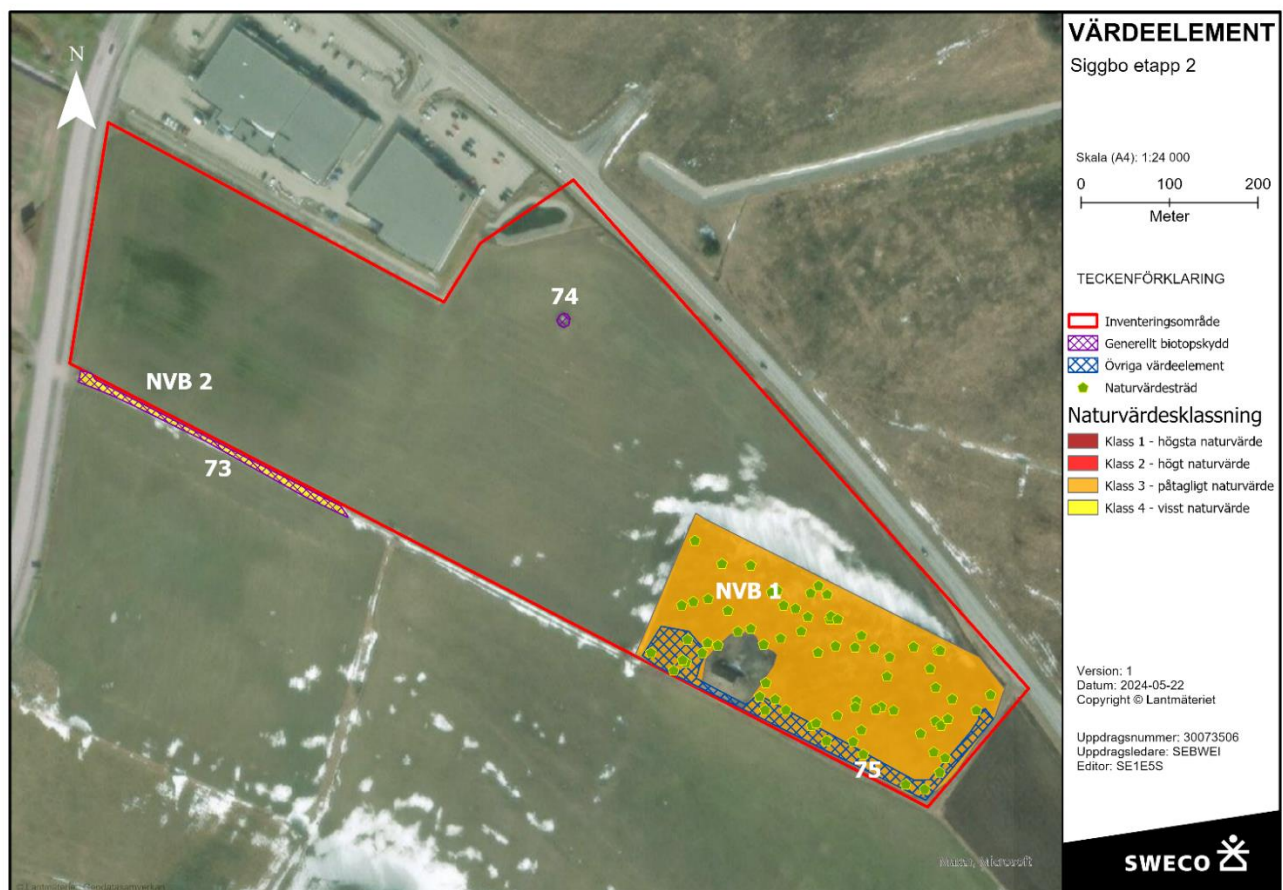 N
74
NVB 2
73
NVB 1
75
VÄRDEELEMENT
Siggbo etapp 2
Skala (A4): 1:24 000
0 100 200
Meter
TECKENFÖRKLARING
Inventeringsområde
Generellt biotopskydd
Övriga värdeelement
Naturvärdesträd
Naturvärdesklassning
Klass 1 - högsta naturvärde
Klass 2 - högt naturvärde
Klass 3 - påtagligt naturvärde
Klass 4 - visst naturvärde
Version: 1
Datum: 2024-05-22
Copyright © Lantmäteriet
Uppdragsnummer: 30073506
Uppdragsledare: SEBWEI
Editor: SE1E5S
SWECO
Maxar, Microsoft